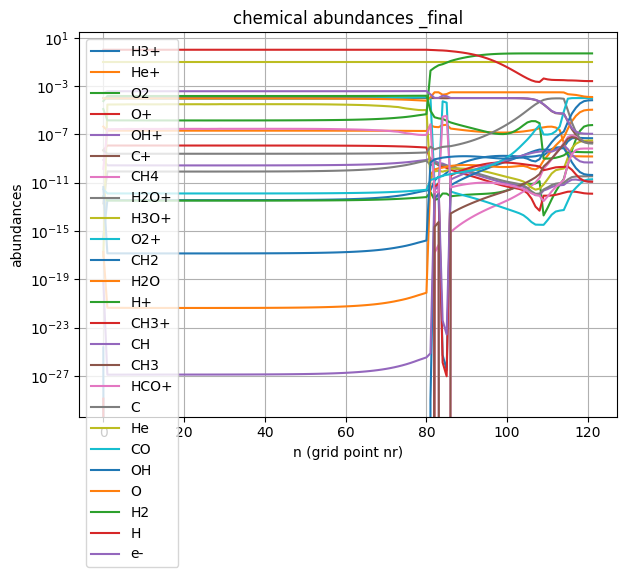 chemical abundances _final
abundances
10^1
10^-3
10^-7
10^-11
10^-15
10^-19
10^-23
10^-27
0
20
40
60
80
100
120
n (grid point nr)
H3+
He+
O2
O+
OH+
C+
CH4
H2O+
H3O+
O2+
CH2
H2O
H+
CH3+
CH
CH3
HCO+
C
He
CO
OH
O
H2
H
e-